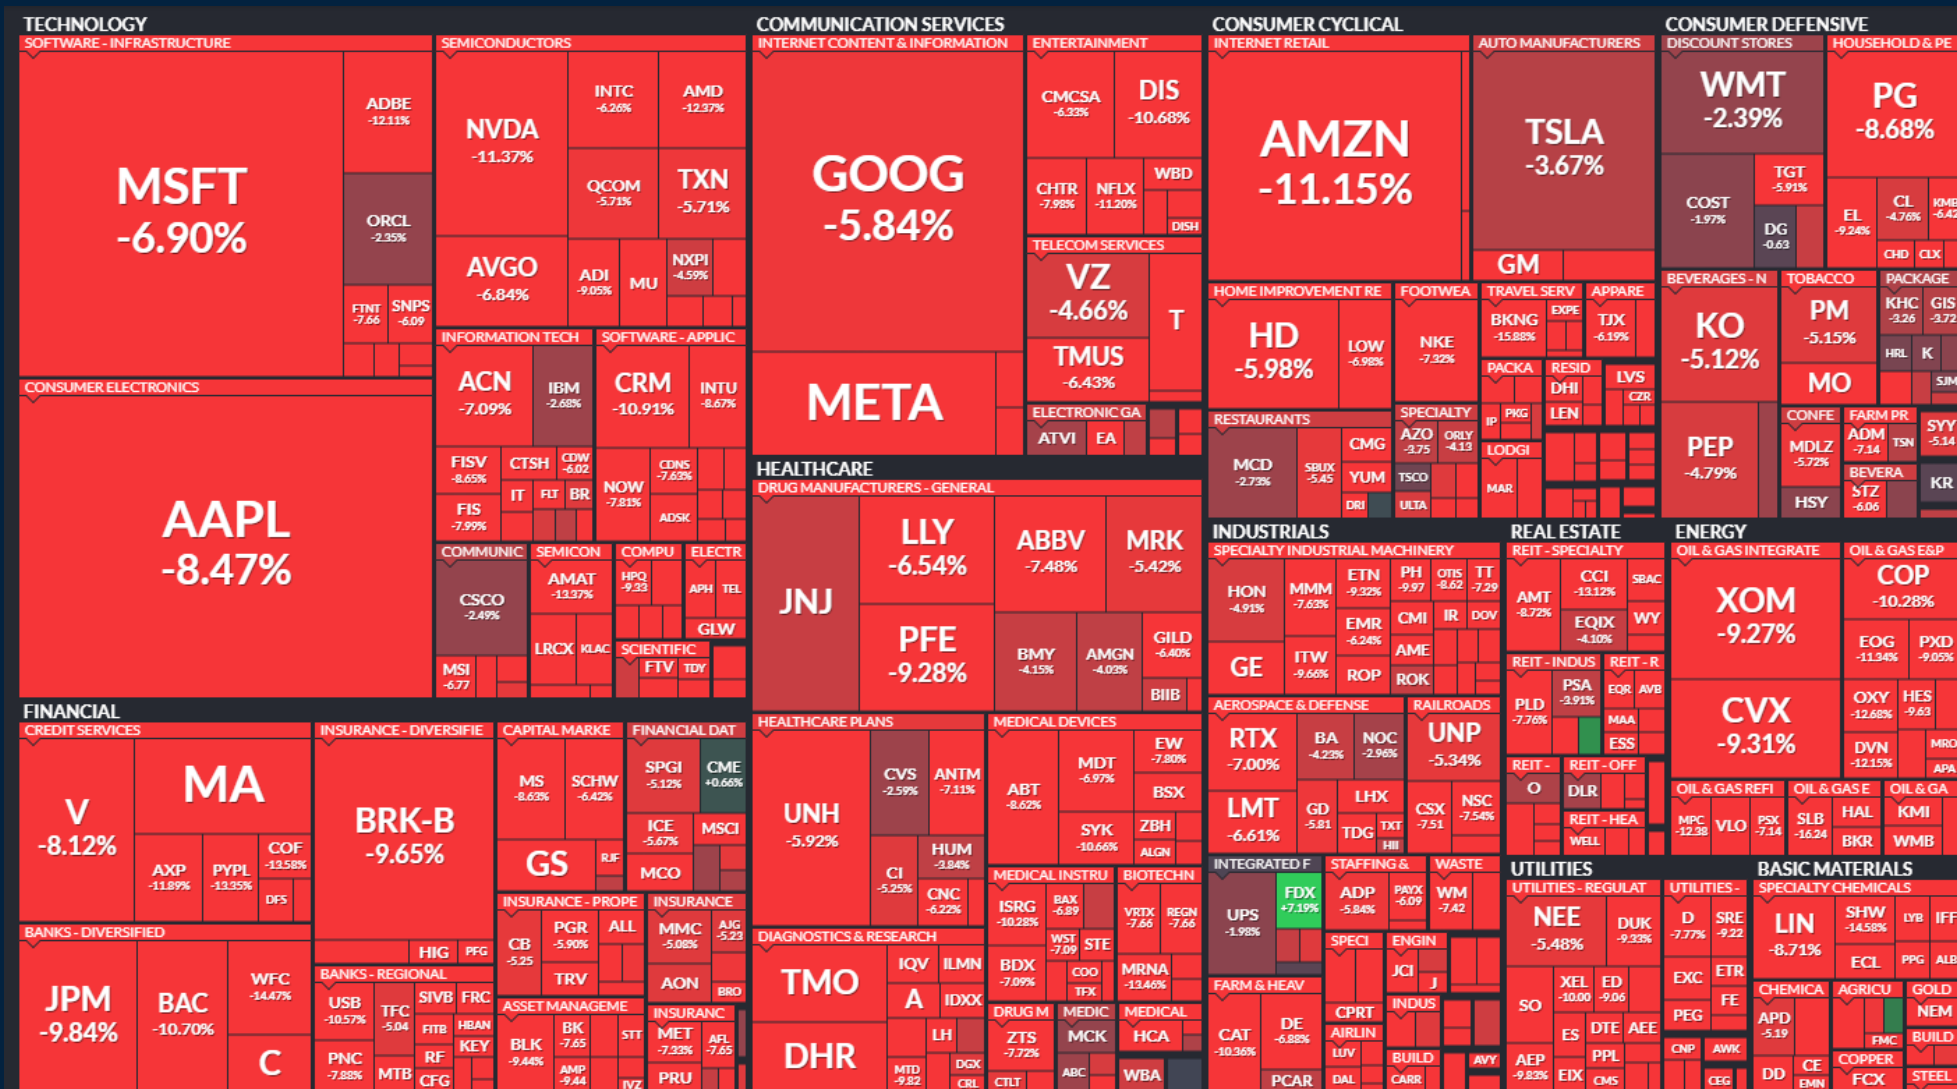 TECHNOLOGY
SOFTWARE - INFRASTRUCTURE
MSFT
-6.90%
ADBE
-12.11%
ORCL
-2.35%
FTNT
-7.66
SNPS
-6.09
SEMICONDUCTORS
NVDA
-11.37%
INTC
-6.26%
AMD
-12.37%
QCOM
-5.71%
TXN
-5.71%
AVGO
-6.84%
ADI
-9.05%
MU
NXPI
-4.59%
CONSUMER ELECTRONICS
AAPL
-8.47%
INFORMATION TECH
ACN
-7.09%
IBM
-2.68%
FISV
-8.65%
CTSH
CDW
-6.02
FIS
-7.99%
IT
FLT
BR
SOFTWARE - APPLIC
CRM
-10.91%
INTU
-8.67%
NOW
-7.81%
CDNS
-7.63%
ADSK
COMMUNIC
CSCO
-2.49%
MSI
-6.77
SEMICON
AMAT
-13.37%
LRCX
KLAC
COMPU
HPQ
-9.33
ELECTR
APH
TEL
GLW
SCIENTIFIC
FTV
TDY
COMMUNICATION SERVICES
INTERNET CONTENT & INFORMATION
GOOG
-5.84%
META
ENTERTAINMENT
CMCSA
-6.33%
DIS
-10.68%
CHTR
-7.98%
NFLX
-11.20%
WBD
DISH
TELECOM SERVICES
VZ
-4.66%
T
TMUS
-6.43%
ELECTRONIC GA
ATVI
EA
CONSUMER CYCLICAL
INTERNET RETAIL
AMZN
-11.15%
AUTO MANUFACTURERS
TSLA
-3.67%
GM
HOME IMPROVEMENT RE
HD
-5.98%
LOW
-6.98%
FOOTWEA
NKE
-7.32%
TRAVEL SERV
BKNG
-15.88%
EXPE
APPARE
TJX
-6.19%
PACKA
IP
PKG
RESID
DHI
LEN
LVS
CZR
RESTAURANTS
MCD
-2.73%
SBUX
-5.45
CMG
YUM
DRI
SPECIALTY
AZO
-3.75
ORLY
-4.13
TSCO
ULTA
LODGI
MAR
CONSUMER DEFENSIVE
DISCOUNT STORES
WMT
-2.39%
COST
-1.97%
TGT
-5.91%
DG
-0.63
HOUSEHOLD & PE
PG
-8.68%
EL
-9.24%
CL
-4.76%
KMB
-6.42
CHD
CLX
BEVERAGES - N
KO
-5.12%
PEP
-4.79%
TOBACCO
PM
-5.15%
MO
PACKAGE
KHC
-3.26
GIS
-3.72
HRL
K
SJM
CONFE
MDLZ
-5.72%
HSY
FARM PR
ADM
-7.14
TSN
BEVERA
STZ
-6.06
SYY
-5.14
KR
HEALTHCARE
DRUG MANUFACTURERS - GENERAL
JNJ
LLY
-6.54%
PFE
-9.28%
ABBV
-7.48%
MRK
-5.42%
BMY
-4.15%
AMGN
-4.03%
GILD
-6.40%
BIIB
HEALTHCARE PLANS
UNH
-5.92%
CVS
-2.59%
ANTM
-7.11%
CI
-5.25%
HUM
-3.84%
CNC
-6.22%
MEDICAL DEVICES
ABT
-8.62%
MDT
-6.97%
SYK
-10.66%
EW
-7.80%
BSX
ZBH
ALGN
MEDICAL INSTRU
ISRG
-10.28%
BAX
-6.89
WST
-7.09
STE
BDX
-7.09%
COO
TFX
BIOTECHN
VRTX
-7.66
REGN
-7.66
MRNA
-13.46%
DIAGNOSTICS & RESEARCH
TMO
DHR
IQV
ILMN
A
IDXX
LH
MTD
-9.82
DGX
CRL
DRUG M
ZTS
-7.72%
CTLT
MEDIC
MCK
ABC
MEDICAL
HCA
WBA
FINANCIAL
CREDIT SERVICES
V
-8.12%
MA
AXP
-11.89%
PYPL
-13.35%
COF
-13.58%
DFS
INSURANCE - DIVERSIFIE
BRK-B
-9.65%
HIG
PFG
CAPITAL MARKE
MS
-8.63%
SCHW
-6.42%
GS
RJF
FINANCIAL DAT
SPGI
-5.12%
CME
+0.66%
ICE
-5.67%
MSCI
MCO
BANKS - DIVERSIFIED
JPM
-9.84%
BAC
-10.70%
WFC
-14.47%
C
BANKS - REGIONAL
USB
-10.57%
TFC
-5.04
SIVB
FRC
FITB
HBAN
PNC
-7.88%
MTB
RF
KEY
CFG
INSURANCE - PROPE
CB
-5.25
PGR
-5.90%
ALL
TRV
INSURANCE
MMC
-5.08%
AJG
-5.23
AON
BRO
ASSET MANAGEME
BLK
-9.44%
BK
-7.65
STT
AMP
-9.44
IVZ
INSURANC
MET
-7.33%
AFL
-7.65
PRU
INDUSTRIALS
SPECIALTY INDUSTRIAL MACHINERY
HON
-4.91%
GE
MMM
-7.63%
ITW
-9.66%
ETN
-9.32%
EMR
-6.24%
ROP
PH
-9.97
OTIS
-8.62
TT
-7.29
CMI
IR
DOV
AME
ROK
AEROSPACE & DEFENSE
RTX
-7.00%
LMT
-6.61%
BA
-4.23%
NOC
-2.96%
GD
-5.81
LHX
TDG
TXT
HII
RAILROADS
UNP
-5.34%
CSX
-7.51
NSC
-7.54%
INTEGRATED F
UPS
-1.98%
FDX
+7.19%
STAFFING &
ADP
-5.84%
PAYX
-6.09
WASTE
WM
-7.42
SPECI
CPRT
ENGIN
JCI
J
FARM & HEAV
CAT
-10.36%
DE
-6.88%
PCAR
AIRLIN
LUV
DAL
INDUS
BUILD
CARR
AVY
REAL ESTATE
REIT - SPECIALTY
AMT
-8.72%
CCI
-13.12%
SBAC
EQIX
-4.10%
WY
REIT - INDUS
PLD
-7.76%
PSA
-3.91%
REIT - R
EQR
AVB
MAA
ESS
REIT -
O
REIT - OFF
DLR
REIT - HEA
WELL
ENERGY
OIL & GAS INTEGRATE
XOM
-9.27%
CVX
-9.31%
OIL & GAS E&P
COP
-10.28%
EOG
-11.34%
PXD
-9.05%
OXY
-12.68%
HES
-9.63
DVN
-12.15%
MRO
APA
OIL & GAS REFI
MPC
-12.38
VLO
PSX
-7.14
OIL & GAS E
SLB
-16.24
HAL
BKR
OIL & GA
KMI
WMB
UTILITIES
UTILITIES - REGULAT
NEE
-5.48%
DUK
-9.33%
SO
XEL
-10.00
ED
-9.06
ES
DTE
AEE
AEP
-9.83%
PPL
EIX
CMS
UTILITIES -
D
-7.77%
SRE
-9.22
EXC
ETR
PEG
FE
CNP
AWK
CEG
BASIC MATERIALS
SPECIALTY CHEMICALS
LIN
-8.71%
SHW
-14.58%
LYB
IFF
ECL
PPG
ALB
CHEMICA
APD
-5.19
DD
CE
EMN
AGRICU
FMC
COPPER
FCX
GOLD
NEM
BUILD
STEEL